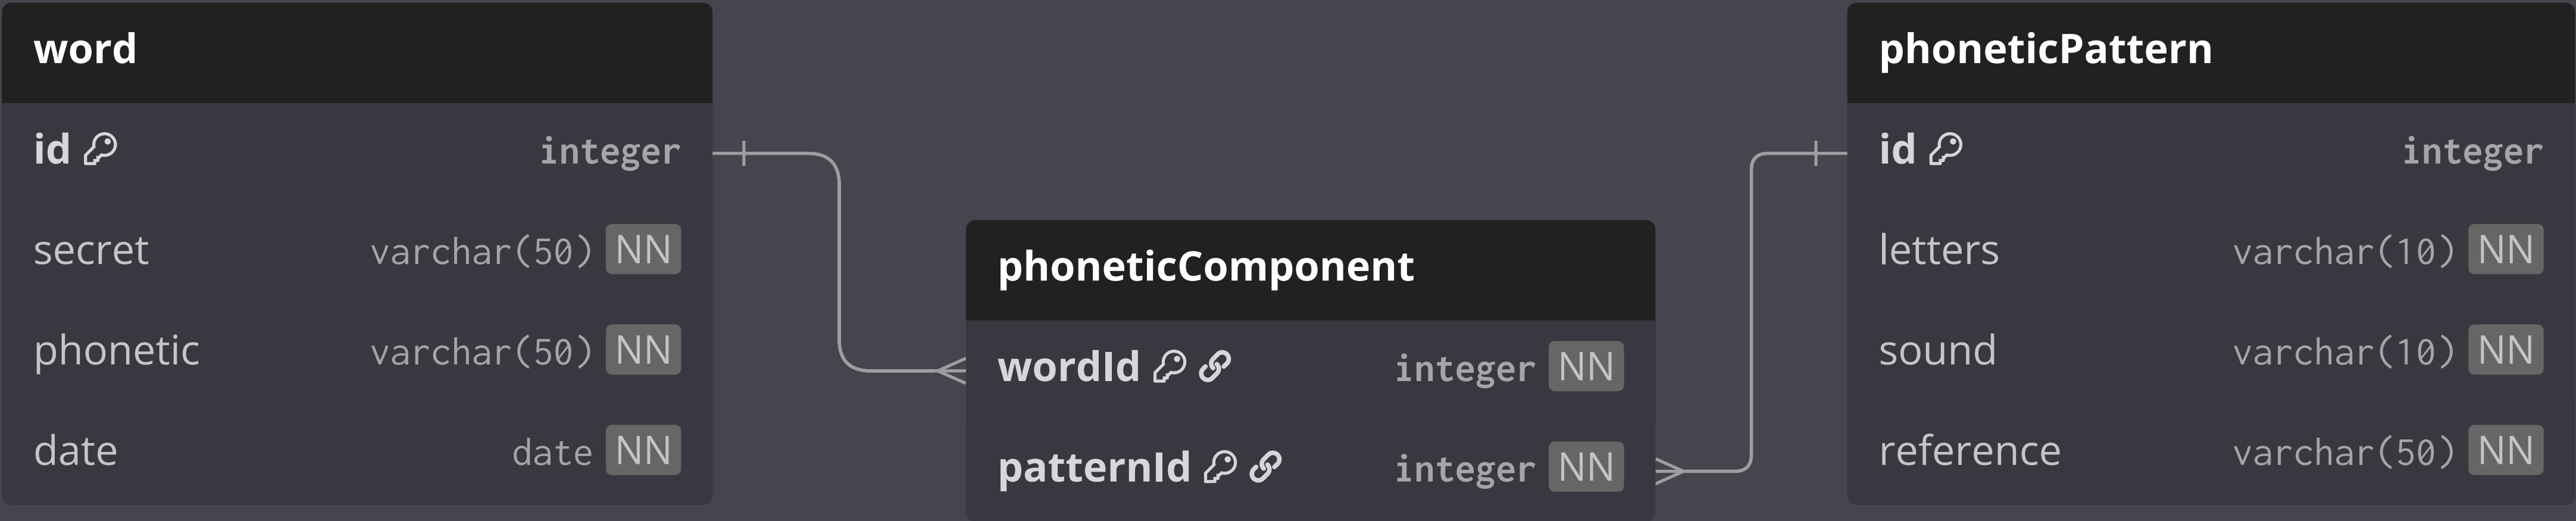 word
id integer
secret varchar(50) NN
phonetic varchar(50) NN
date date NN
phoneticComponent
wordId integer NN
patternId integer NN
phoneticPattern
id integer
letters varchar(10) NN
sound varchar(10) NN
reference varchar(50) NN